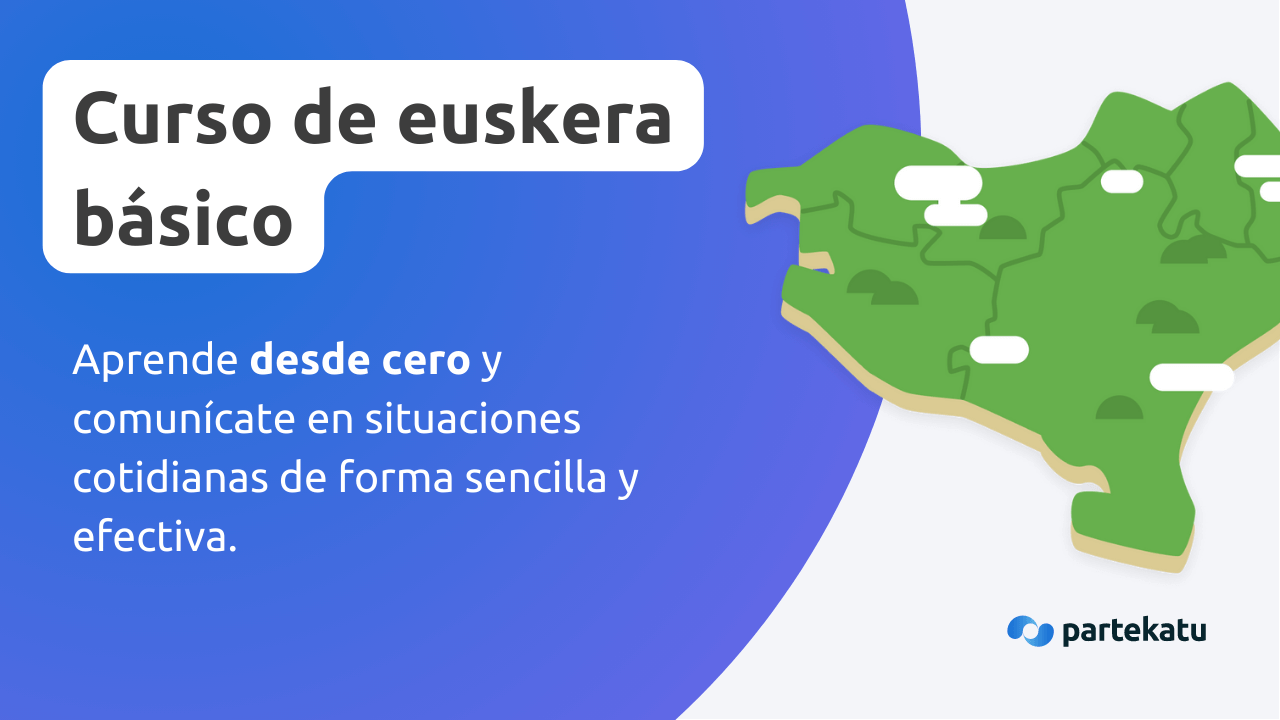 Curso de euskera
básico
Aprende desde cero y
comunícate en situaciones
cotidianas de forma sencilla y
efectiva.
partekatu